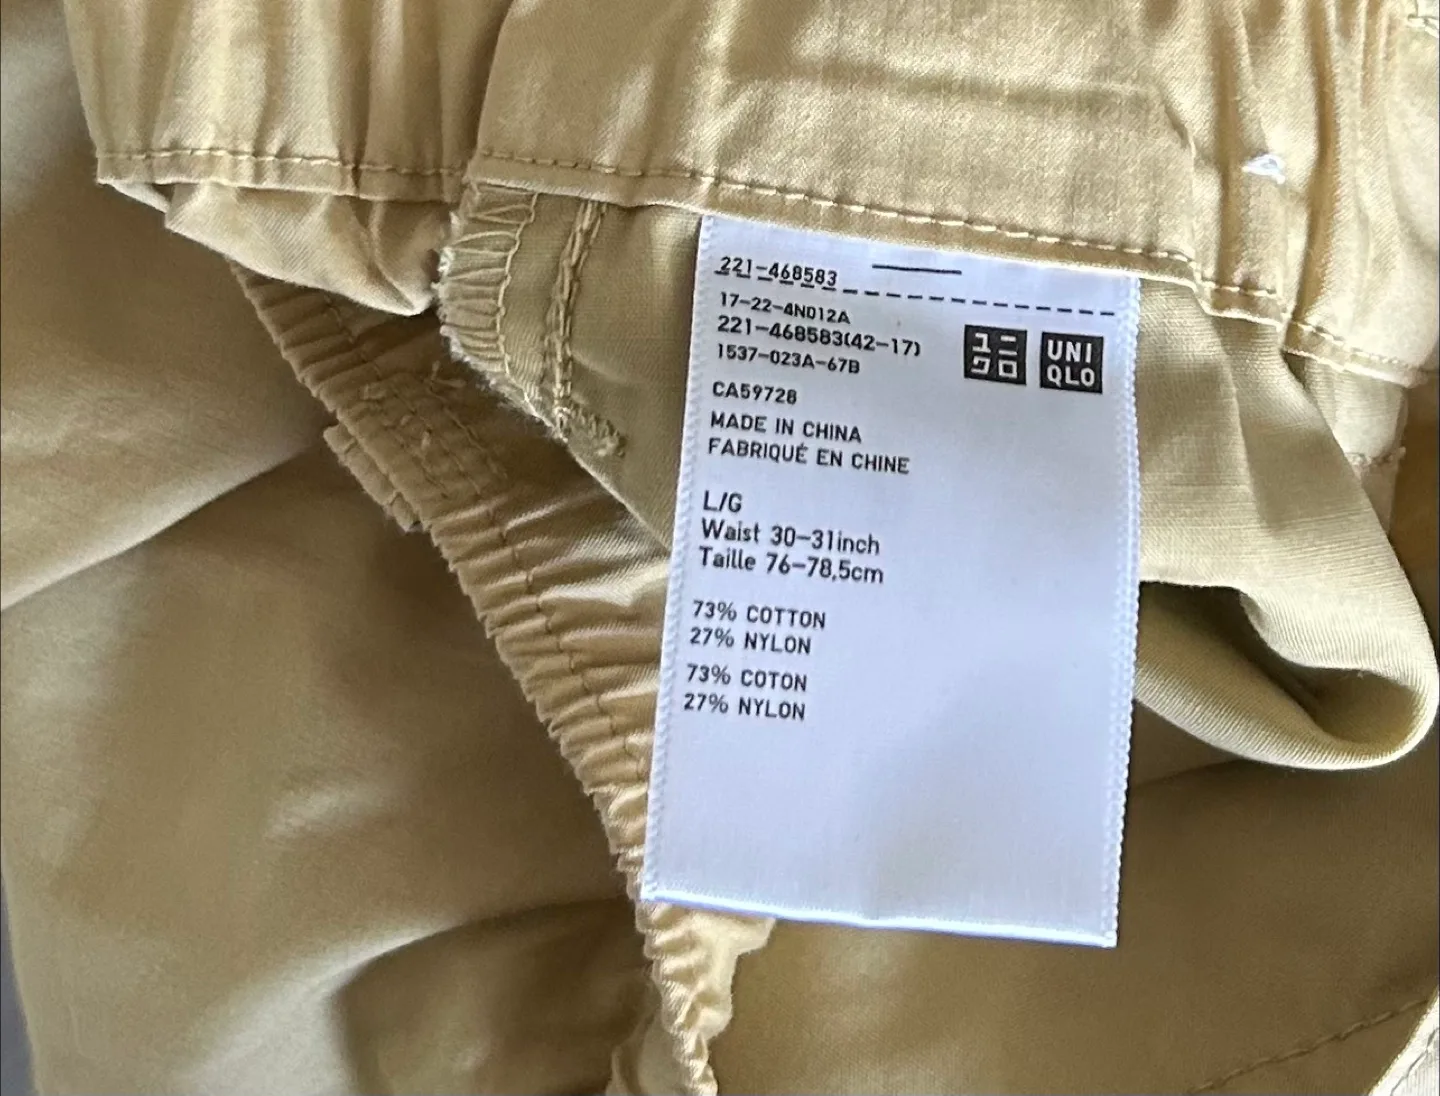 221-468583
17-22-4N012A
221-468583(42-17)
1537-023A-67B
ユニ
クロ
UNI
QLO
CA59728
MADE IN CHINA
FABRIQUÉ EN CHINE
L/G
Waist 30-31inch
Taille 76-78,5cm
73% COTTON
27% NYLON
73% COTON
27% NYLON